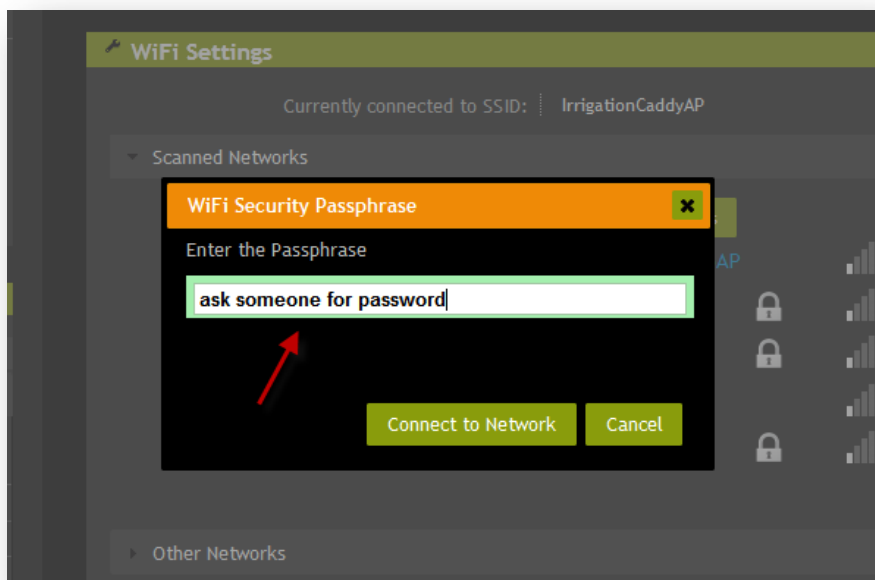 WiFi Settings
Currently connected to SSID: IrrigationCaddyAP
Scanned Networks
WiFi Security Passphrase
Enter the Passphrase
AP
ask someone for password
Connect to Network Cancel
Other Networks